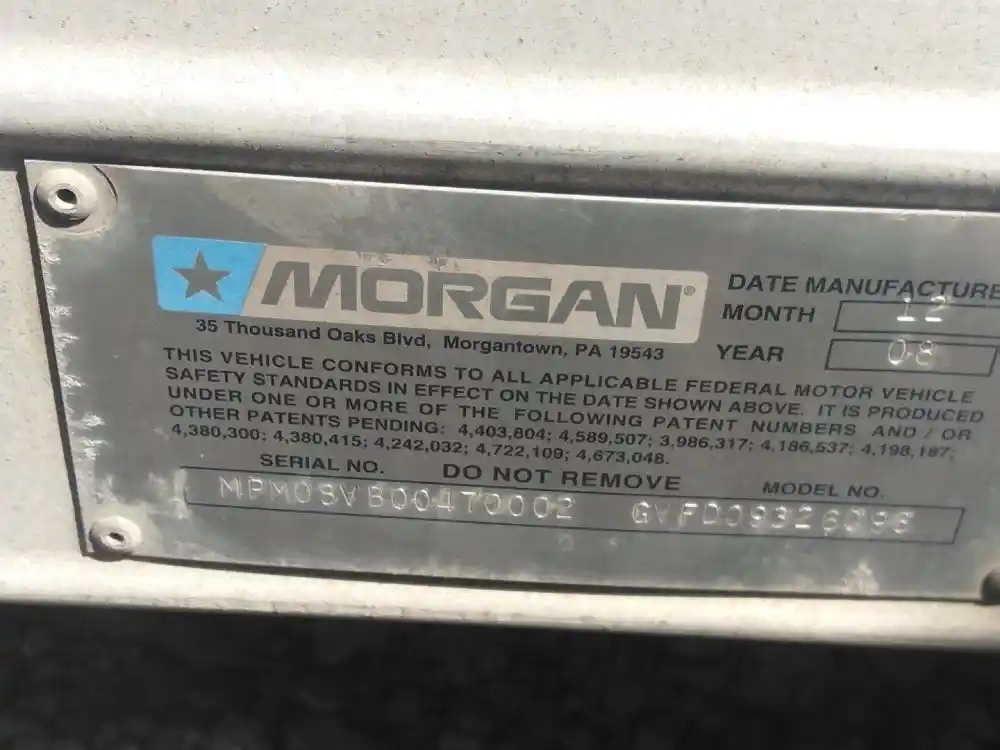 MORGAN®
35 Thousand Oaks Blvd, Morgantown, PA 19543
DATE MANUFACTURE
MONTH 12
YEAR 08
THIS VEHICLE CONFORMS TO ALL APPLICABLE FEDERAL MOTOR VEHICLE
SAFETY STANDARDS IN EFFECT ON THE DATE SHOWN ABOVE. IT IS PRODUCED
UNDER ONE OR MORE OF THE FOLLOWING PATENT NUMBERS AND / OR
OTHER PATENTS PENDING: 4,403,804; 4,589,507; 3,986,317; 4,186,537; 4,198,187;
4,380,300; 4,380,415; 4,242,032; 4,722,109; 4,673,048.
SERIAL NO. DO NOT REMOVE MODEL NO.